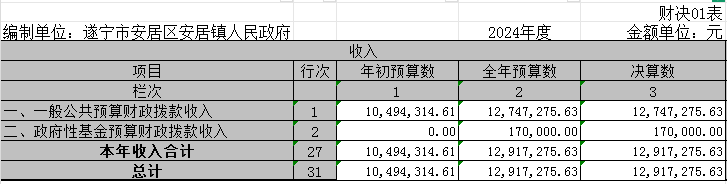 财决01表
编制单位：遂宁市安居区安居镇人民政府 2024年度 金额单位：元
收入
项目 行次 年初预算数 全年预算数 决算数
栏次 1 2 3
一、一般公共预算财政拨款收入 1 10,494,314.61 12,747,275.63 12,747,275.63
二、政府性基金预算财政拨款收入 2 0.00 170,000.00 170,000.00
本年收入合计 27 10,494,314.61 12,917,275.63 12,917,275.63
总计 31 10,494,314.61 12,917,275.63 12,917,275.63